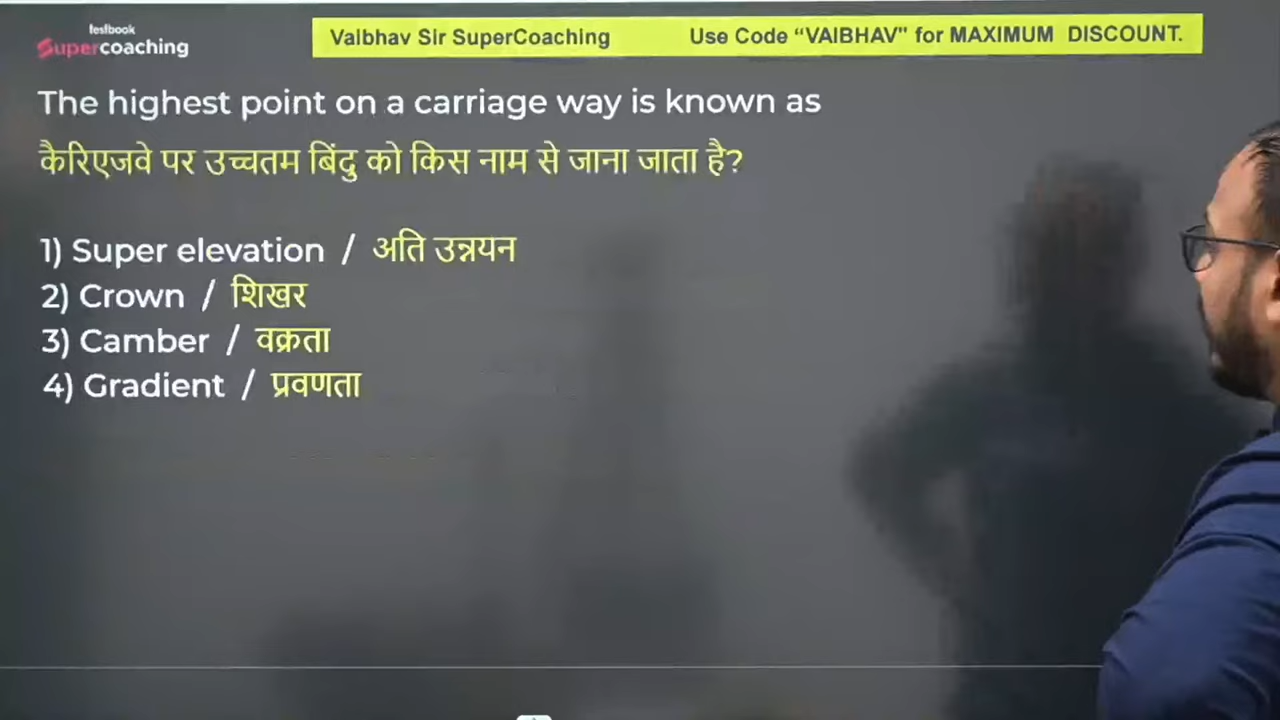 testbook
Supercoaching
Vaibhav Sir SuperCoaching Use Code “VAIBHAV" for MAXIMUM DISCOUNT.
The highest point on a carriage way is known as
कैरिएजवे पर उच्चतम बिंदु को किस नाम से जाना जाता है?
1) Super elevation / अति उन्नयन
2) Crown / शिखर
3) Camber / वक्रता
4) Gradient / प्रवणता